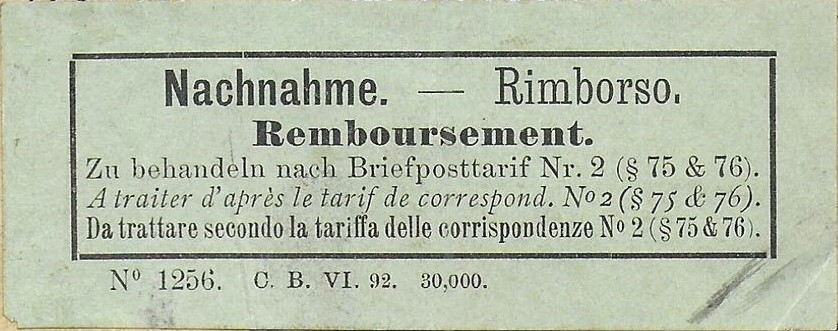 Nachnahme. — Rimborso.
Remboursement.
Zu behandeln nach Briefposttarif Nr. 2 (§ 75 & 76).
A traiter d'après le tarif de correspond. No 2 (§ 75 & 76).
Da trattare secondo la tariffa delle corrispondenze No 2 (§ 75 & 76).
Nº 1256. C. B. VI. 92. 30,000.